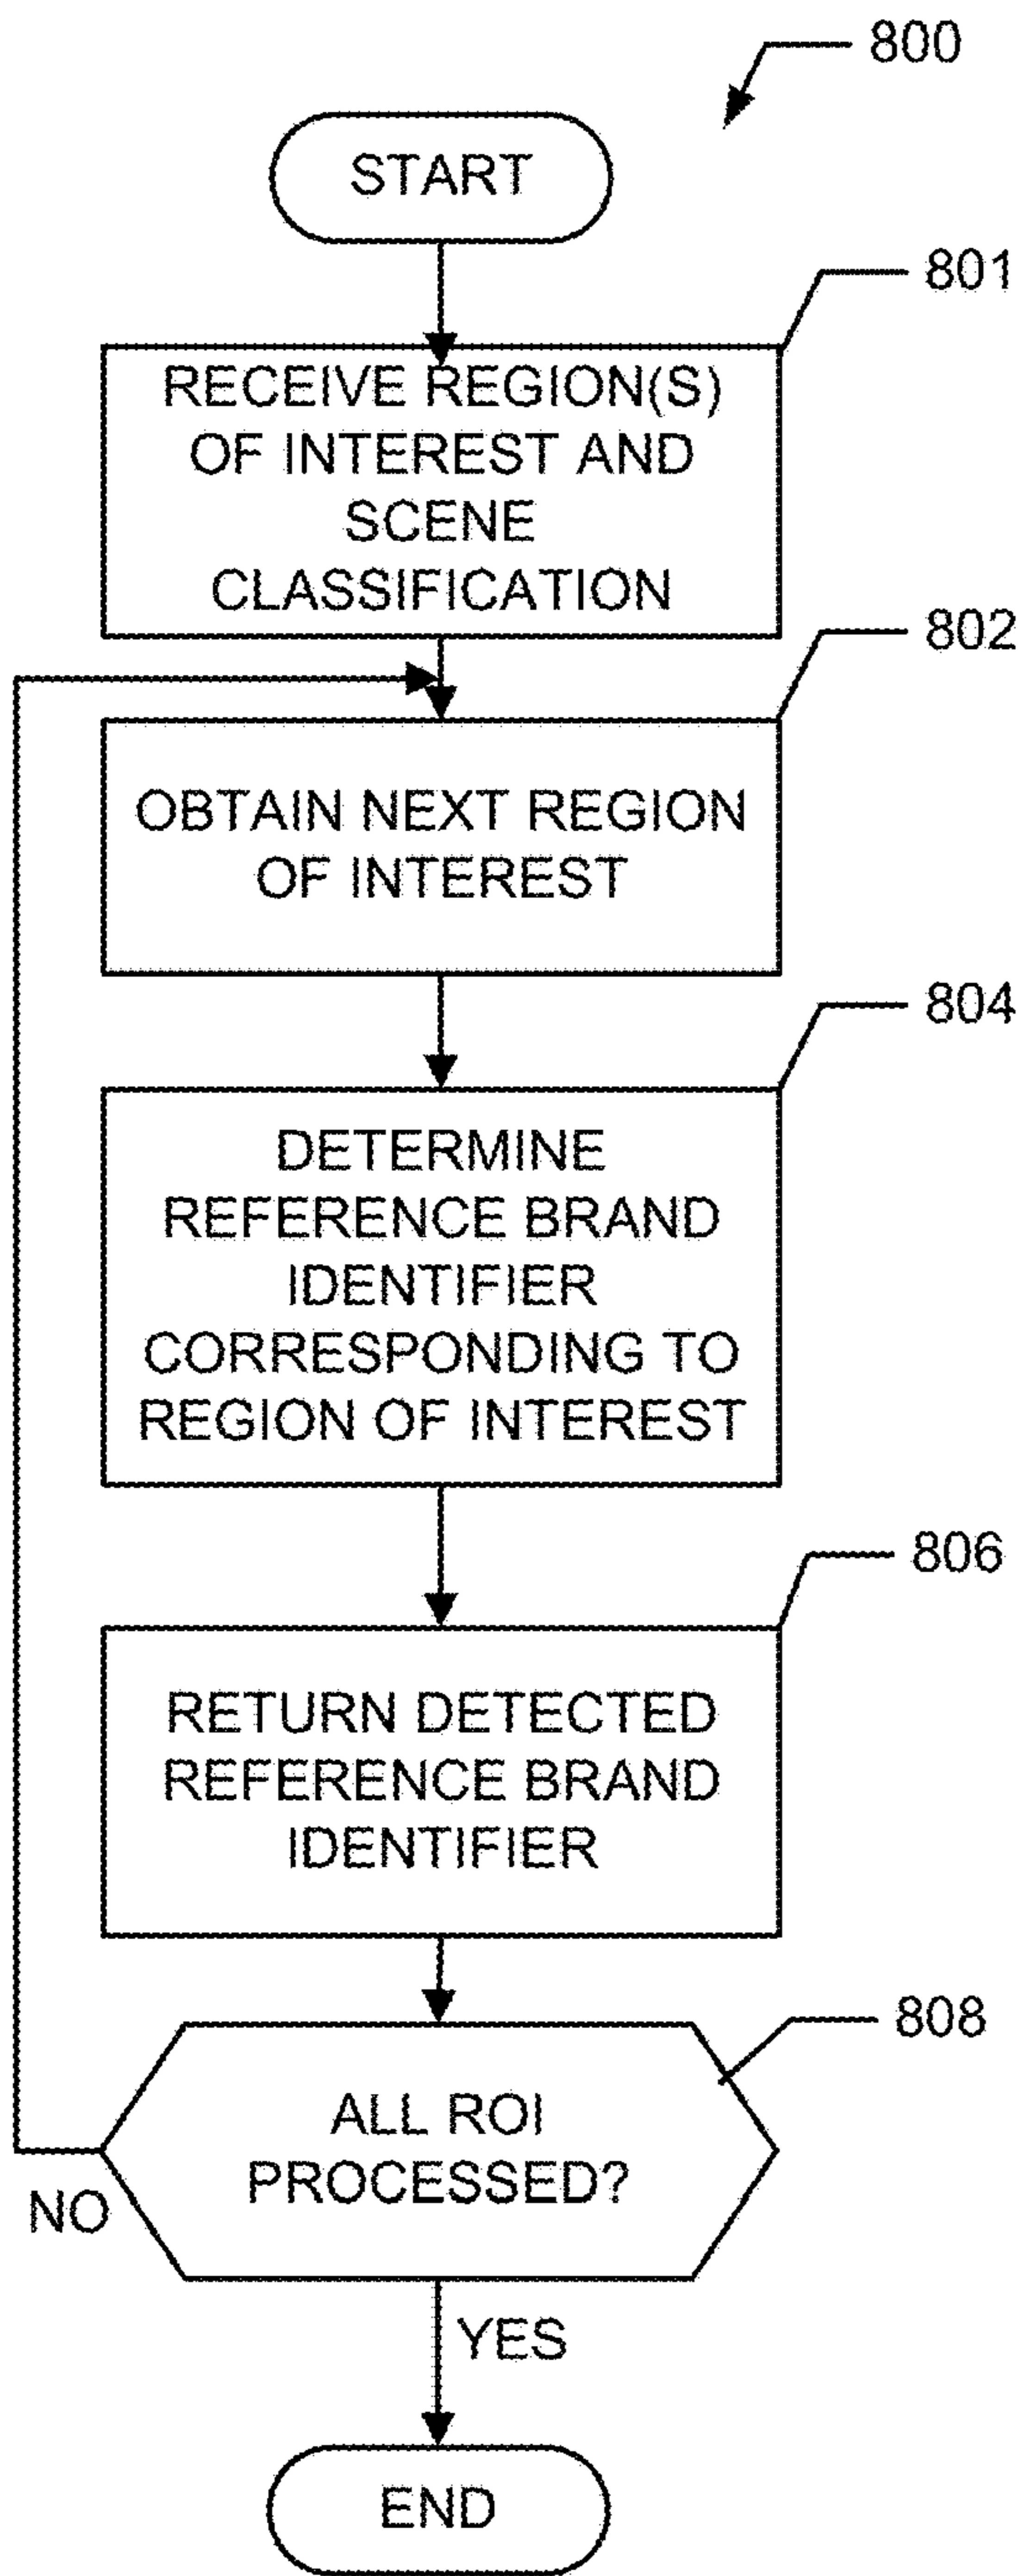 800
START
801
RECEIVE REGION(S)
OF INTEREST AND
SCENE
CLASSIFICATION
802
OBTAIN NEXT REGION
OF INTEREST
804
DETERMINE
REFERENCE BRAND
IDENTIFIER
CORRESPONDING TO
REGION OF INTEREST
806
RETURN DETECTED
REFERENCE BRAND
IDENTIFIER
808
ALL ROI
PROCESSED?
NO
YES
END